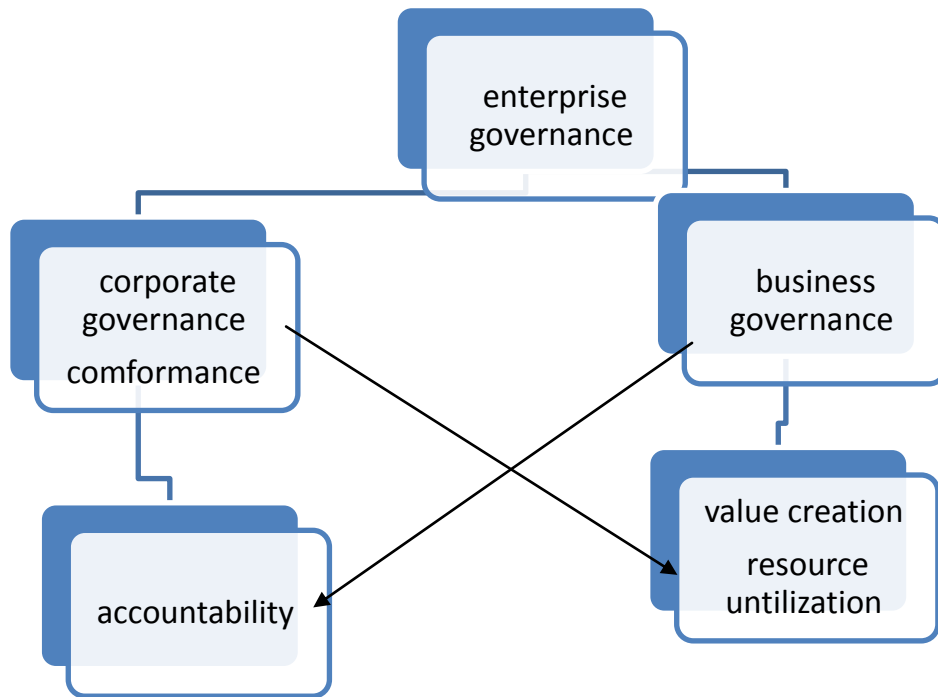 enterprise
governance
corporate
governance
comformance
business
governance
accountability
value creation
resource
untilization